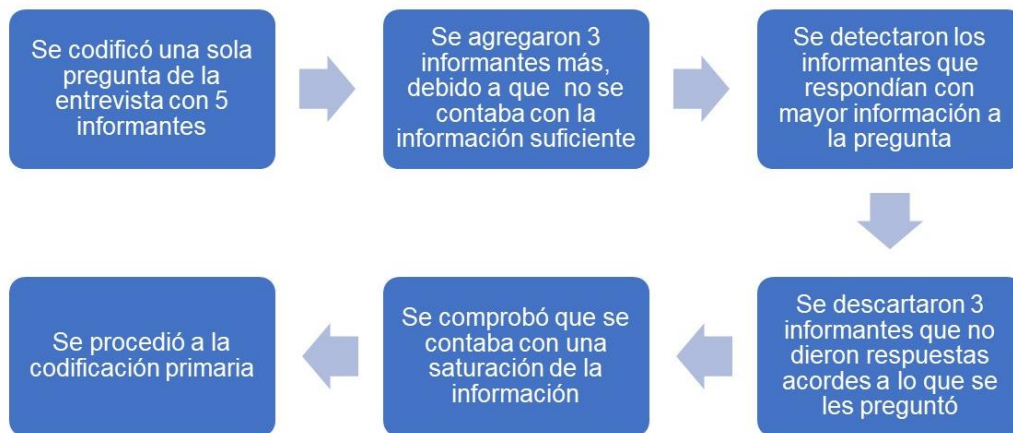 Se codificó una sola
pregunta de la
entrevista con 5
informantes
Se agregaron 3
informantes más,
debido a que no se
contaba con la
información suficiente
Se detectaron los
informantes que
respondían con
mayor información a
la pregunta
Se descartaron 3
informantes que no
dieron respuestas
acordes a lo que se
les preguntó
Se comprobó que se
contaba con una
saturación de la
información
Se procedió a la
codificación primaria